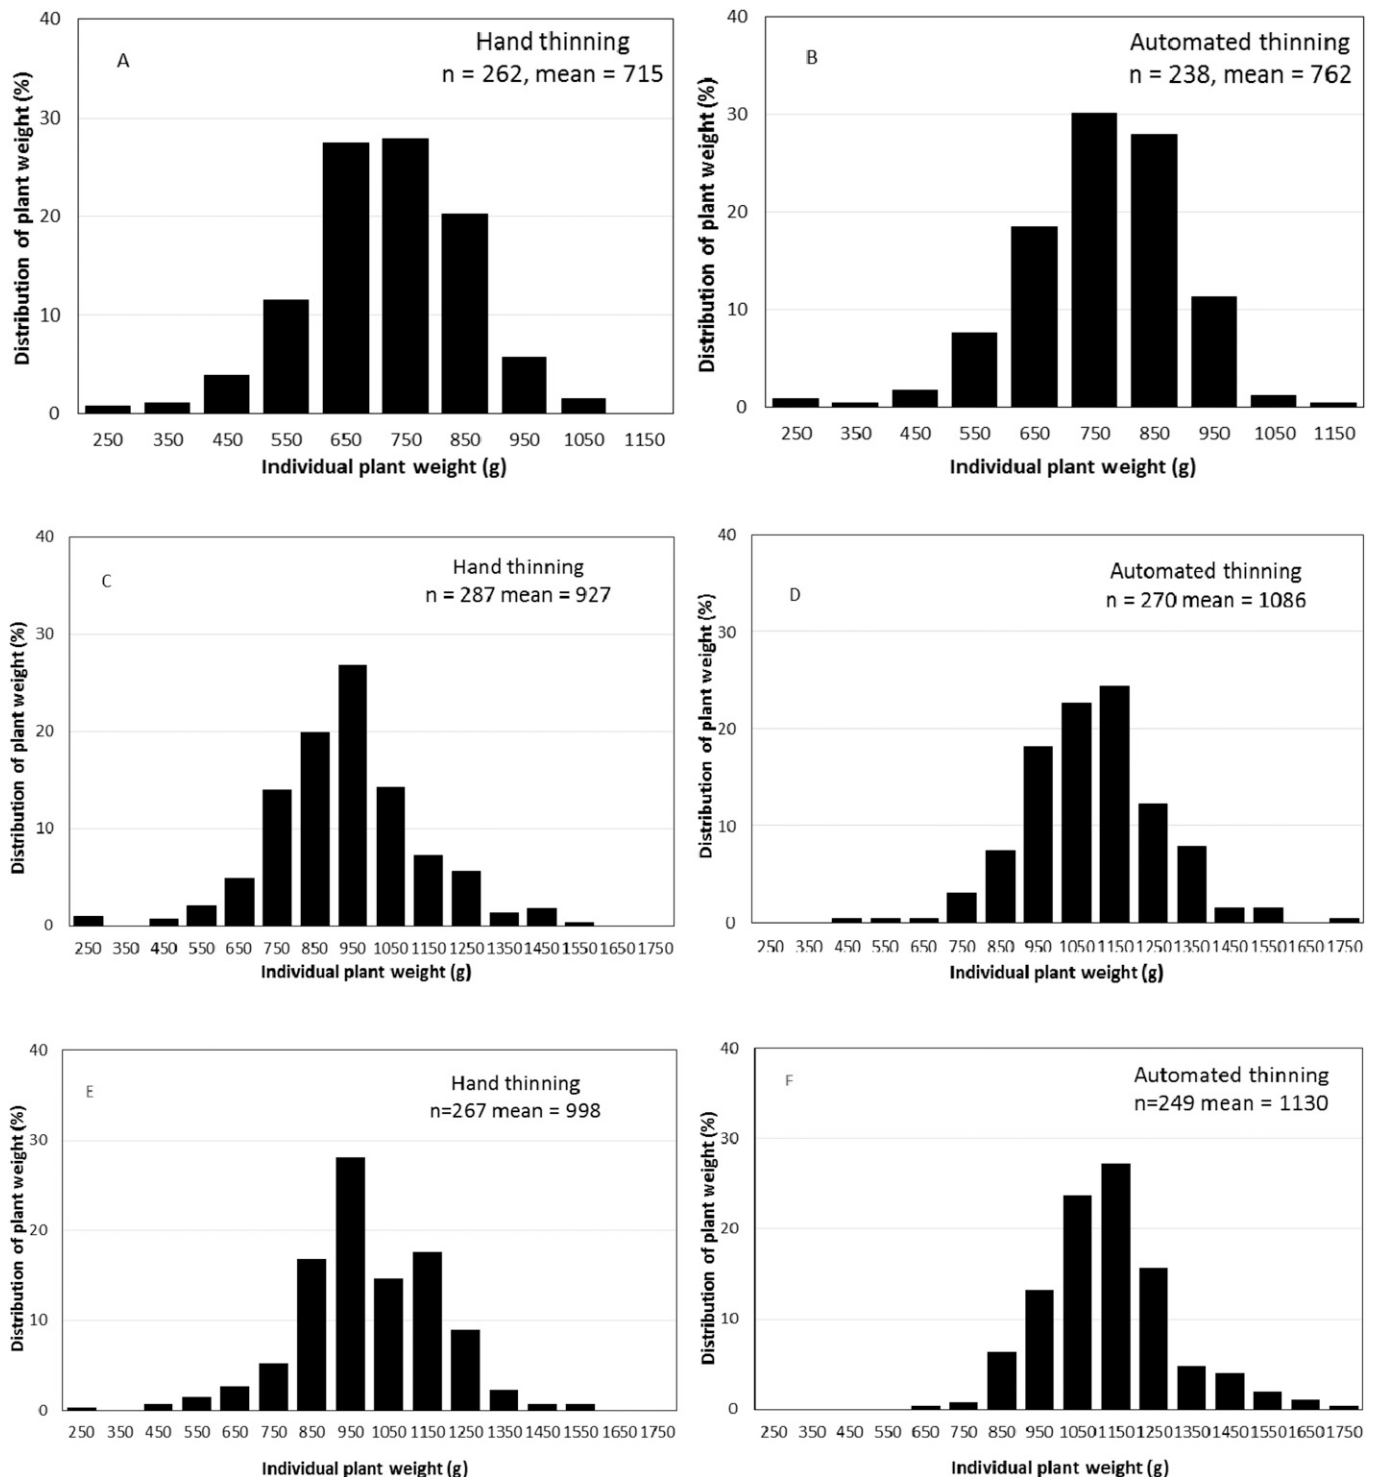 A
Hand thinning
n = 262, mean = 715
Distribution of plant weight (%)
40
30
20
10
0
250 350 450 550 650 750 850 950 1050 1150
Individual plant weight (g)
B
Automated thinning
n = 238, mean = 762
Distribution of plant weight (%)
40
30
20
10
0
250 350 450 550 650 750 850 950 1050 1150
Individual plant weight (g)
C
Hand thinning
n = 287 mean = 927
Distribution of plant weight (%)
40
30
20
10
0
250 350 450 550 650 750 850 950 1050 1150 1250 1350 1450 1550 1650 1750
Individual plant weight (g)
D
Automated thinning
n = 270 mean = 1086
Distribution of plant weight (%)
40
30
20
10
0
250 350 450 550 650 750 850 950 1050 1150 1250 1350 1450 1550 1650 1750
Individual plant weight (g)
E
Hand thinning
n=267 mean = 998
Distribution of plant weight (%)
40
30
20
10
0
250 350 450 550 650 750 850 950 1050 1150 1250 1350 1450 1550 1650 1750
Individual plant weight (g)
F
Automated thinning
n=249 mean = 1130
Distribution of plant weight (%)
40
30
20
10
0
250 350 450 550 650 750 850 950 1050 1150 1250 1350 1450 1550 1650 1750
Individual plant weight (g)